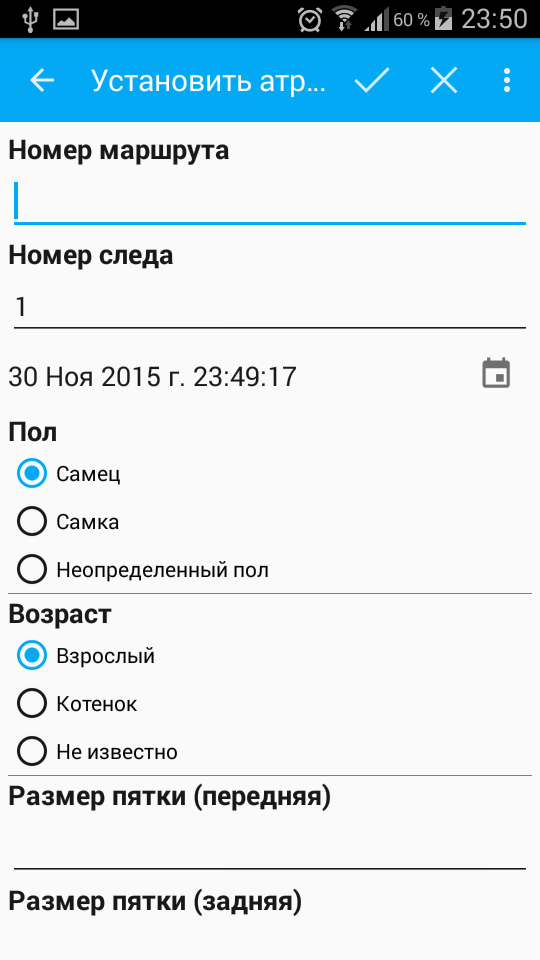 60 % 23:50
Установить атр...
Номер маршрута
Номер следа
1
30 Ноя 2015 г. 23:49:17
Пол
Самец
Самка
Неопределенный пол
Возраст
Взрослый
Котенок
Не известно
Размер пятки (передняя)
Размер пятки (задняя)